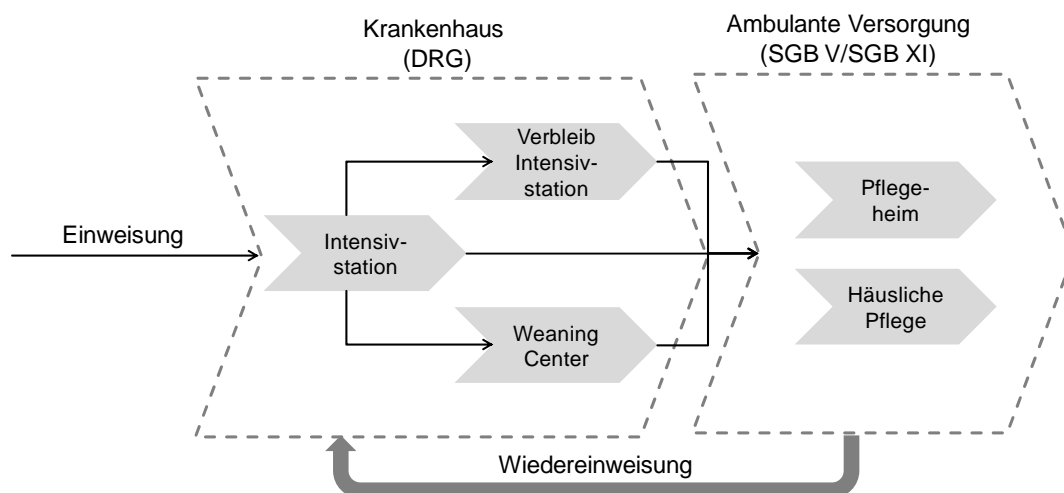 Krankenhaus
(DRG)
Ambulante Versorgung
(SGB V/SGB XI)
Einweisung
Intensiv-
station
Verbleib
Intensiv-
station
Weaning
Center
Pflege-
heim
Häusliche
Pflege
Wiedereinweisung